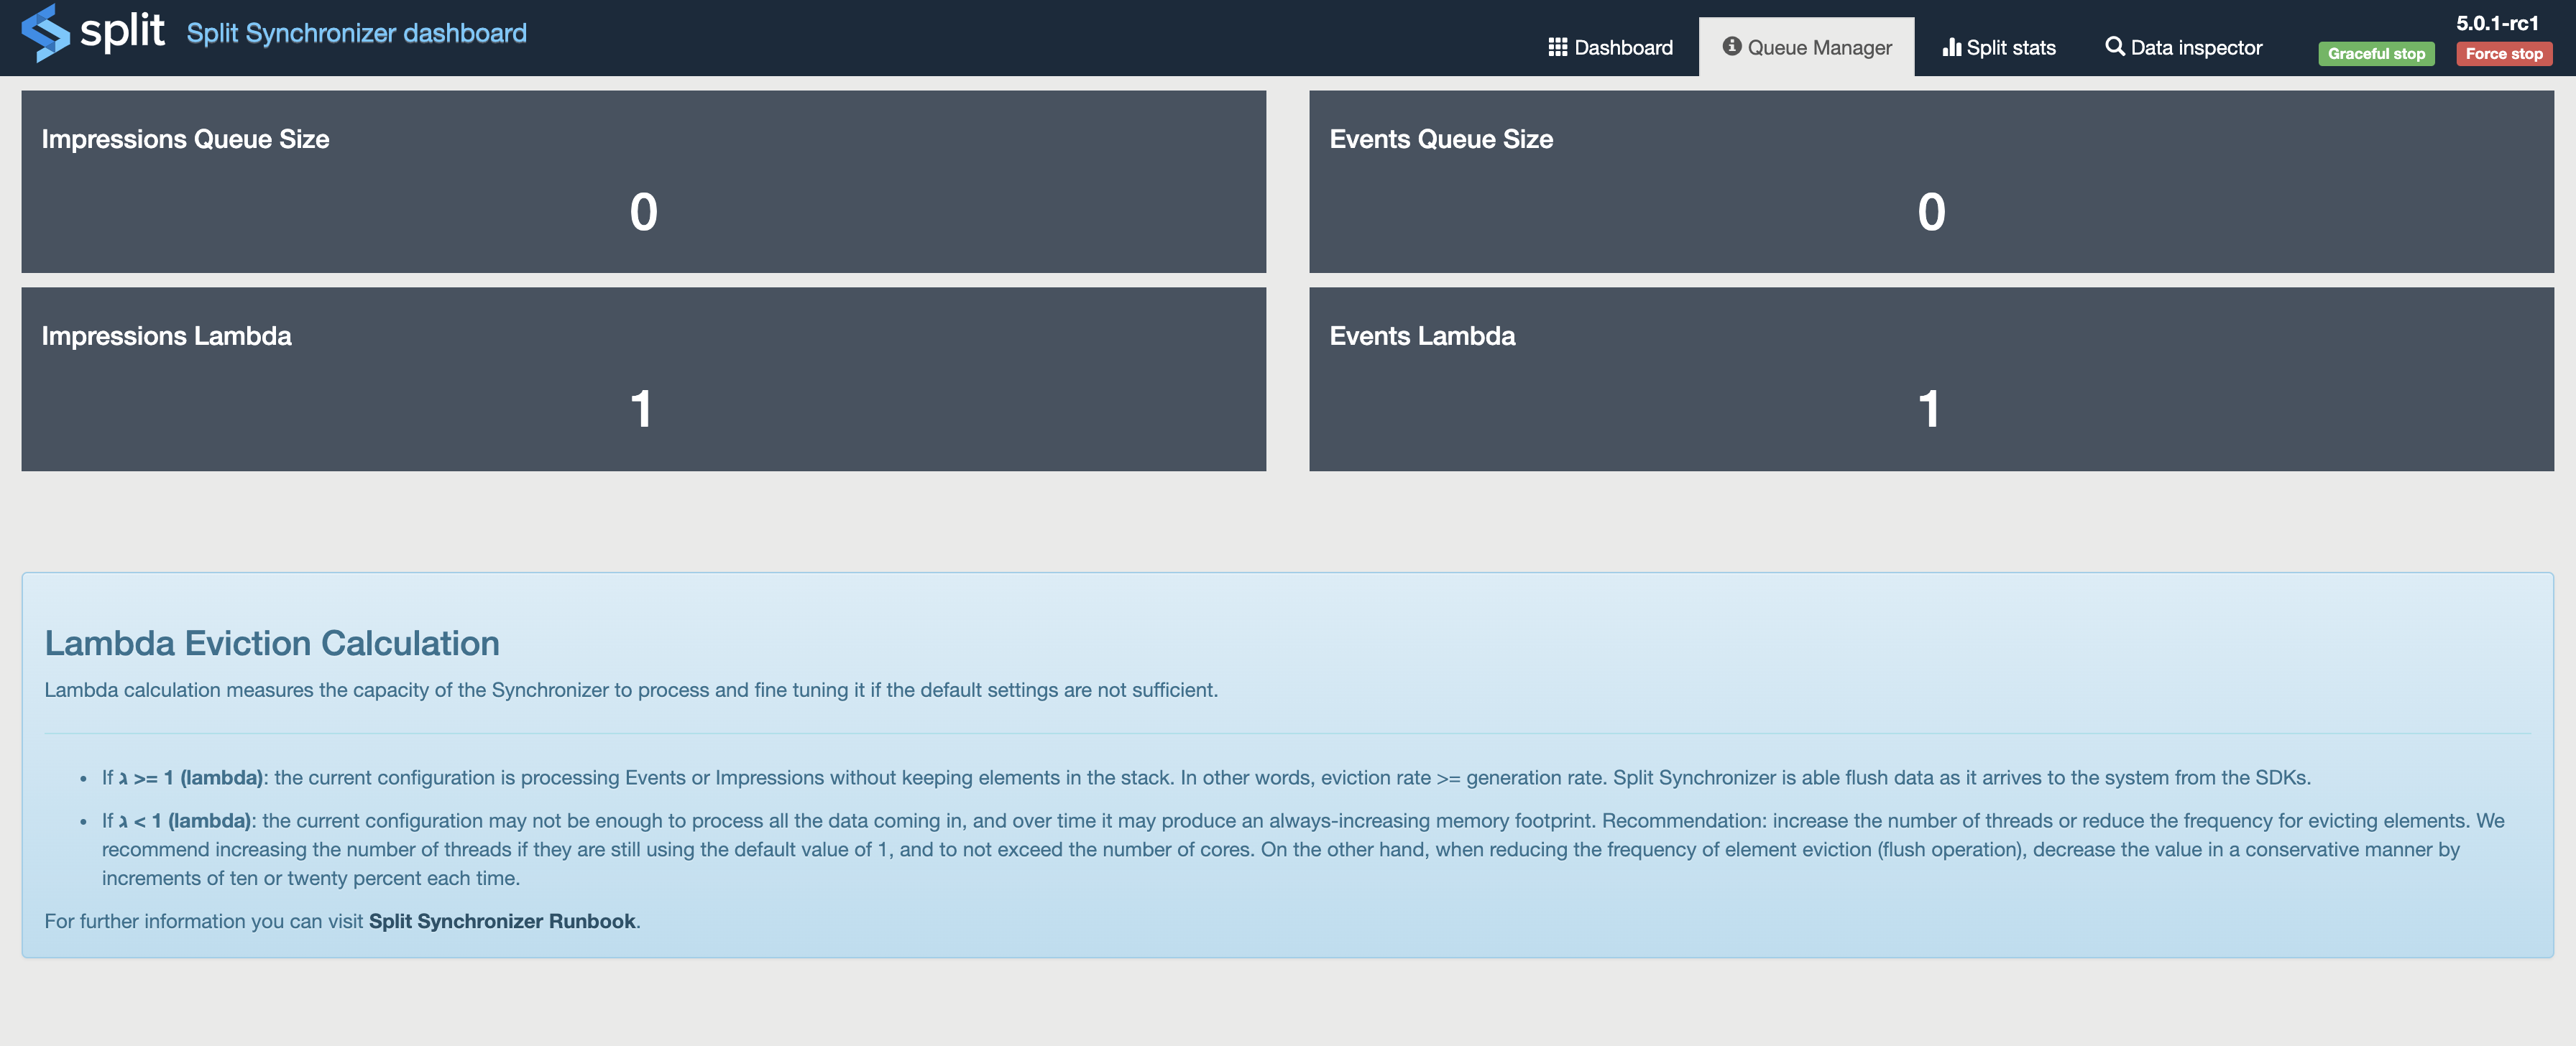 split Split Synchronizer dashboard
Dashboard
Queue Manager
Split stats
Data inspector
5.0.1-rc1
Graceful stop
Force stop
Impressions Queue Size
0
Events Queue Size
0
Impressions Lambda
1
Events Lambda
1
Lambda Eviction Calculation
Lambda calculation measures the capacity of the Synchronizer to process and fine tuning it if the default settings are not sufficient.
• If ג >= 1 (lambda): the current configuration is processing Events or Impressions without keeping elements in the stack. In other words, eviction rate >= generation rate. Split Synchronizer is able flush data as it arrives to the system from the SDKs.
• If ג < 1 (lambda): the current configuration may not be enough to process all the data coming in, and over time it may produce an always-increasing memory footprint. Recommendation: increase the number of threads or reduce the frequency for evicting elements. We
recommend increasing the number of threads if they are still using the default value of 1, and to not exceed the number of cores. On the other hand, when reducing the frequency of element eviction (flush operation), decrease the value in a conservative manner by
increments of ten or twenty percent each time.
For further information you can visit Split Synchronizer Runbook.